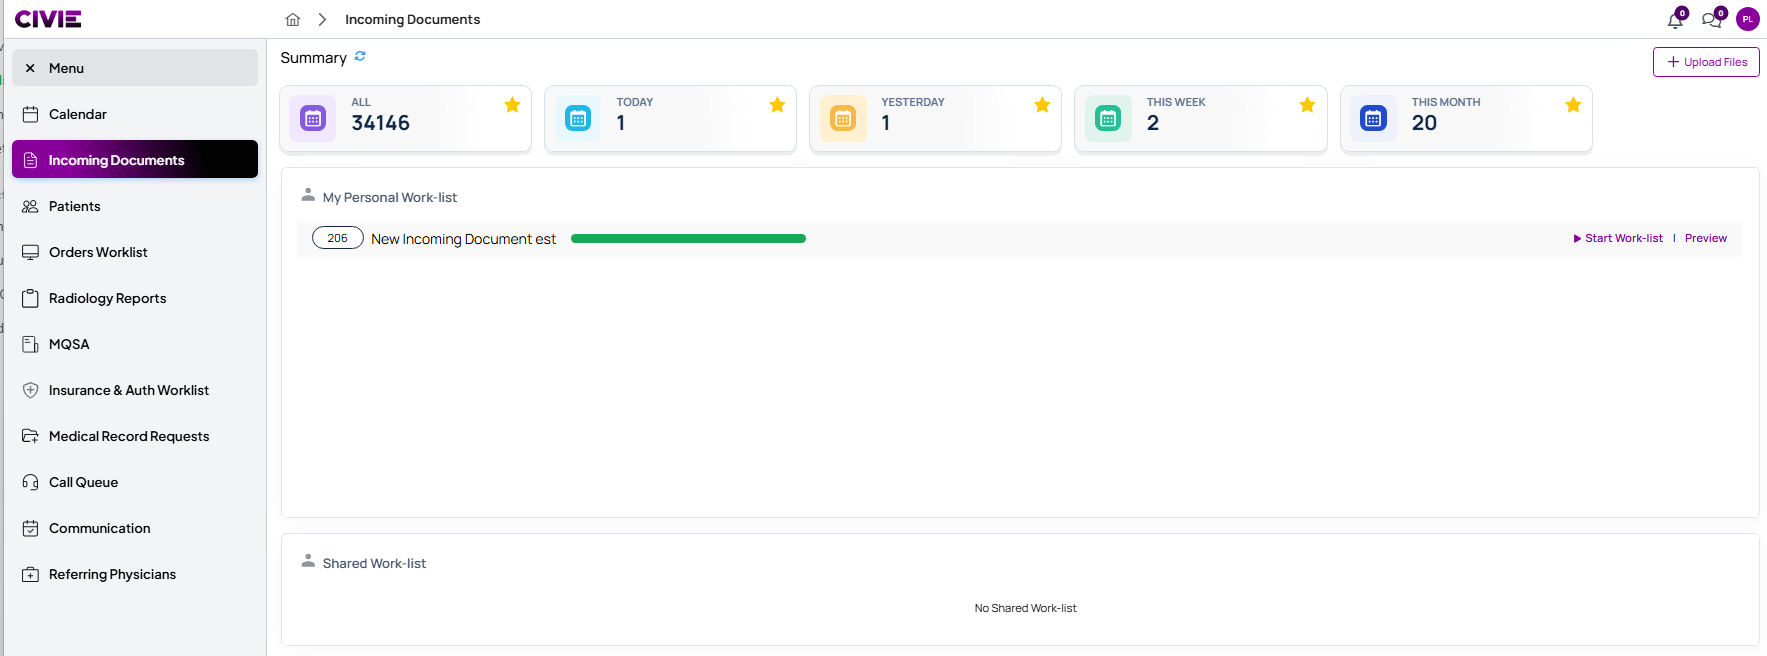 CIVIE
Incoming Documents
0
0
PL
Menu
Calendar
Incoming Documents
Patients
Orders Worklist
Radiology Reports
MQSA
Insurance & Auth Worklist
Medical Record Requests
Call Queue
Communication
Referring Physicians
Summary
Upload Files
ALL
34146
TODAY
1
YESTERDAY
1
THIS WEEK
2
THIS MONTH
20
My Personal Work-list
206 New Incoming Document est Start Work-list | Preview
Shared Work-list
No Shared Work-list